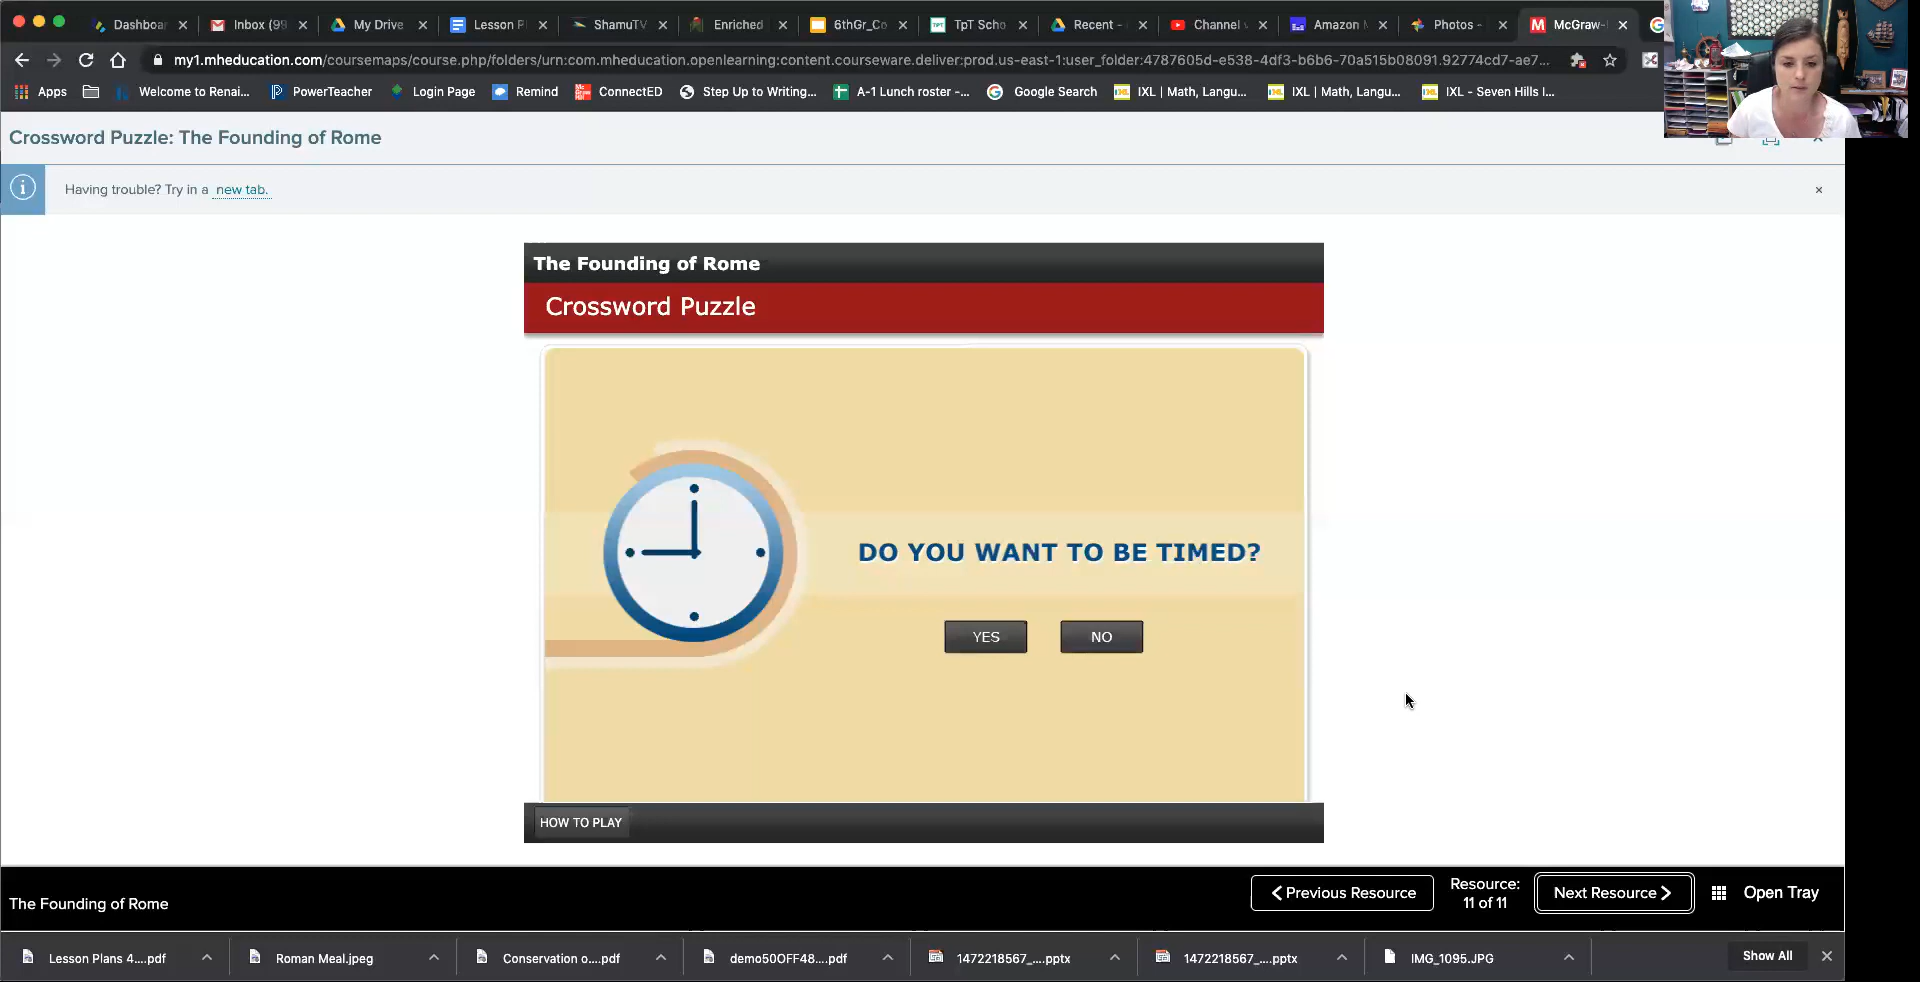 Dashboar
Inbox (99
My Drive
Lesson P
ShamuTV
Enriched
6thGr_Co
TpT Scho
Recent -
Channel
Amazon
Photos -
McGraw-
my1.mheducation.com/coursemaps/course.php/folders/urn:com.mheducation.openlearning:content.courseware.deliver:prod.us-east-1:user_folder:4787605d-e538-4df3-b6b6-70a515b08091.92774cd7-ae7...
Apps
Welcome to Renai...
PowerTeacher
Login Page
Remind
ConnectED
Step Up to Writing...
A-1 Lunch roster -...
Google Search
IXL | Math, Langu...
IXL | Math, Langu...
IXL - Seven Hills I...
Crossword Puzzle: The Founding of Rome
Having trouble? Try in a new tab.
The Founding of Rome
Crossword Puzzle
DO YOU WANT TO BE TIMED?
YES
NO
HOW TO PLAY
The Founding of Rome
Previous Resource
Resource:
11 of 11
Next Resource
Open Tray
Lesson Plans 4....pdf
Roman Meal.jpeg
Conservation o....pdf
demo50OFF48....pdf
1472218567_....pptx
1472218567_....pptx
IMG_1095.JPG
Show All